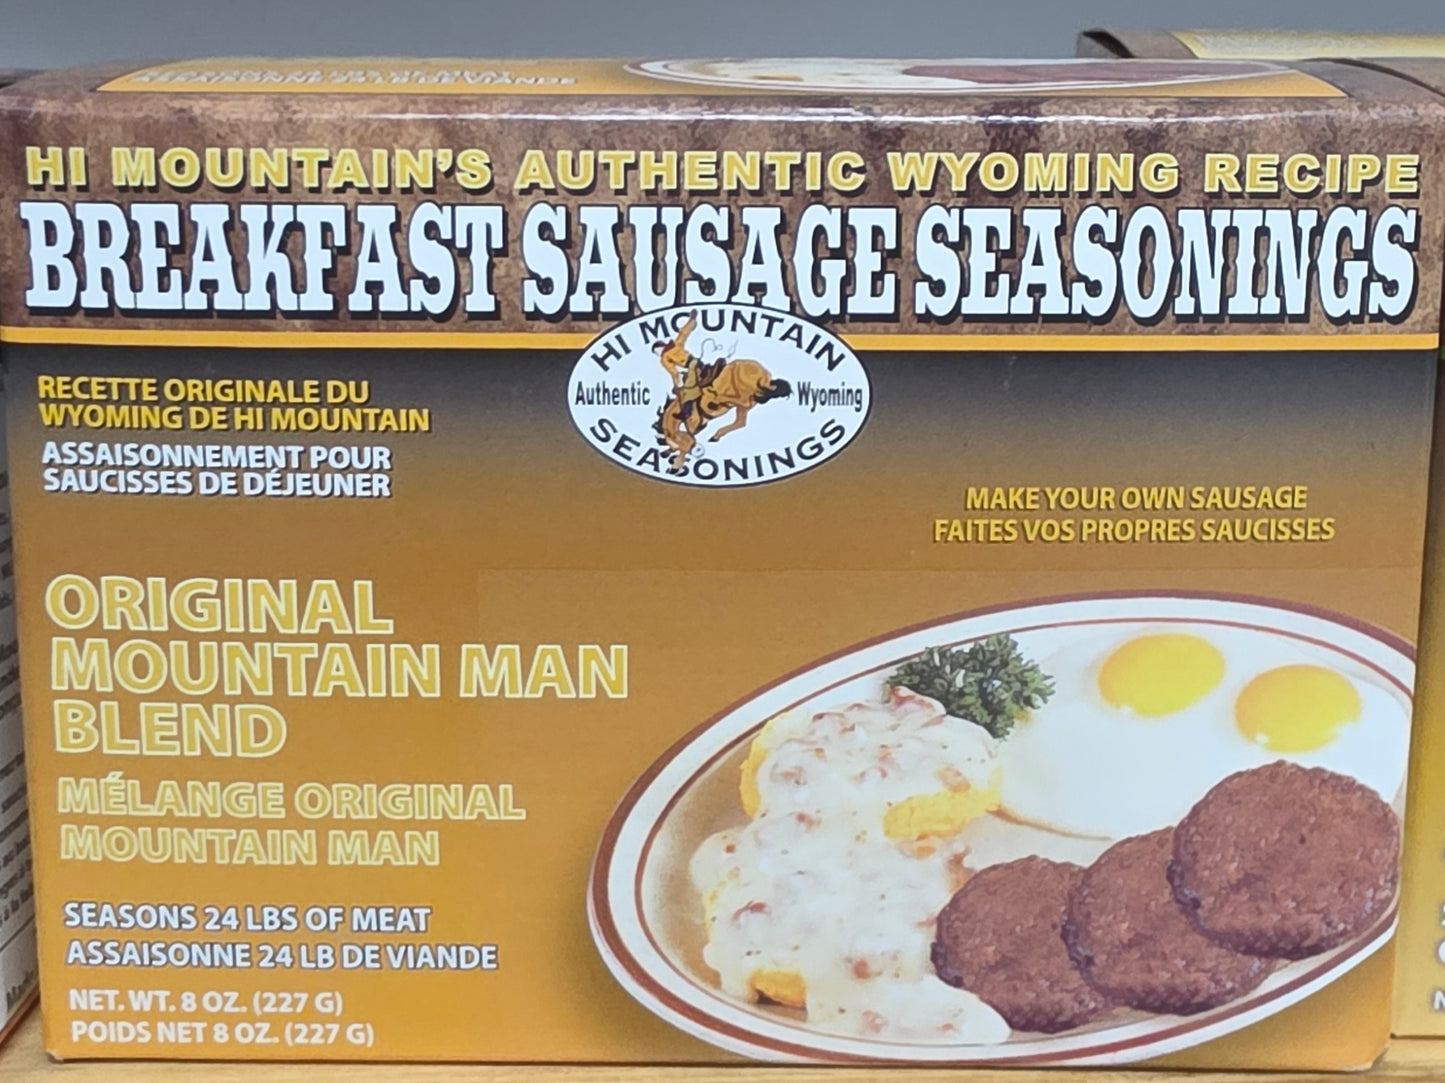 HI MOUNTAIN'S AUTHENTIC WYOMING RECIPE
BREAKFAST SAUSAGE SEASONINGS
HI MOUNTAIN
Authentic Wyoming
SEASONINGS
RECETTE ORIGINALE DU
WYOMING DE HI MOUNTAIN
ASSAISONNEMENT POUR
SAUCISSES DE DÉJEUNER
MAKE YOUR OWN SAUSAGE
FAITES VOS PROPRES SAUCISSES
ORIGINAL
MOUNTAIN MAN
BLEND
MÉLANGE ORIGINAL
MOUNTAIN MAN
SEASONS 24 LBS OF MEAT
ASSAISONNE 24 LB DE VIANDE
NET. WT. 8 OZ. (227 G)
POIDS NET 8 OZ. (227 G)